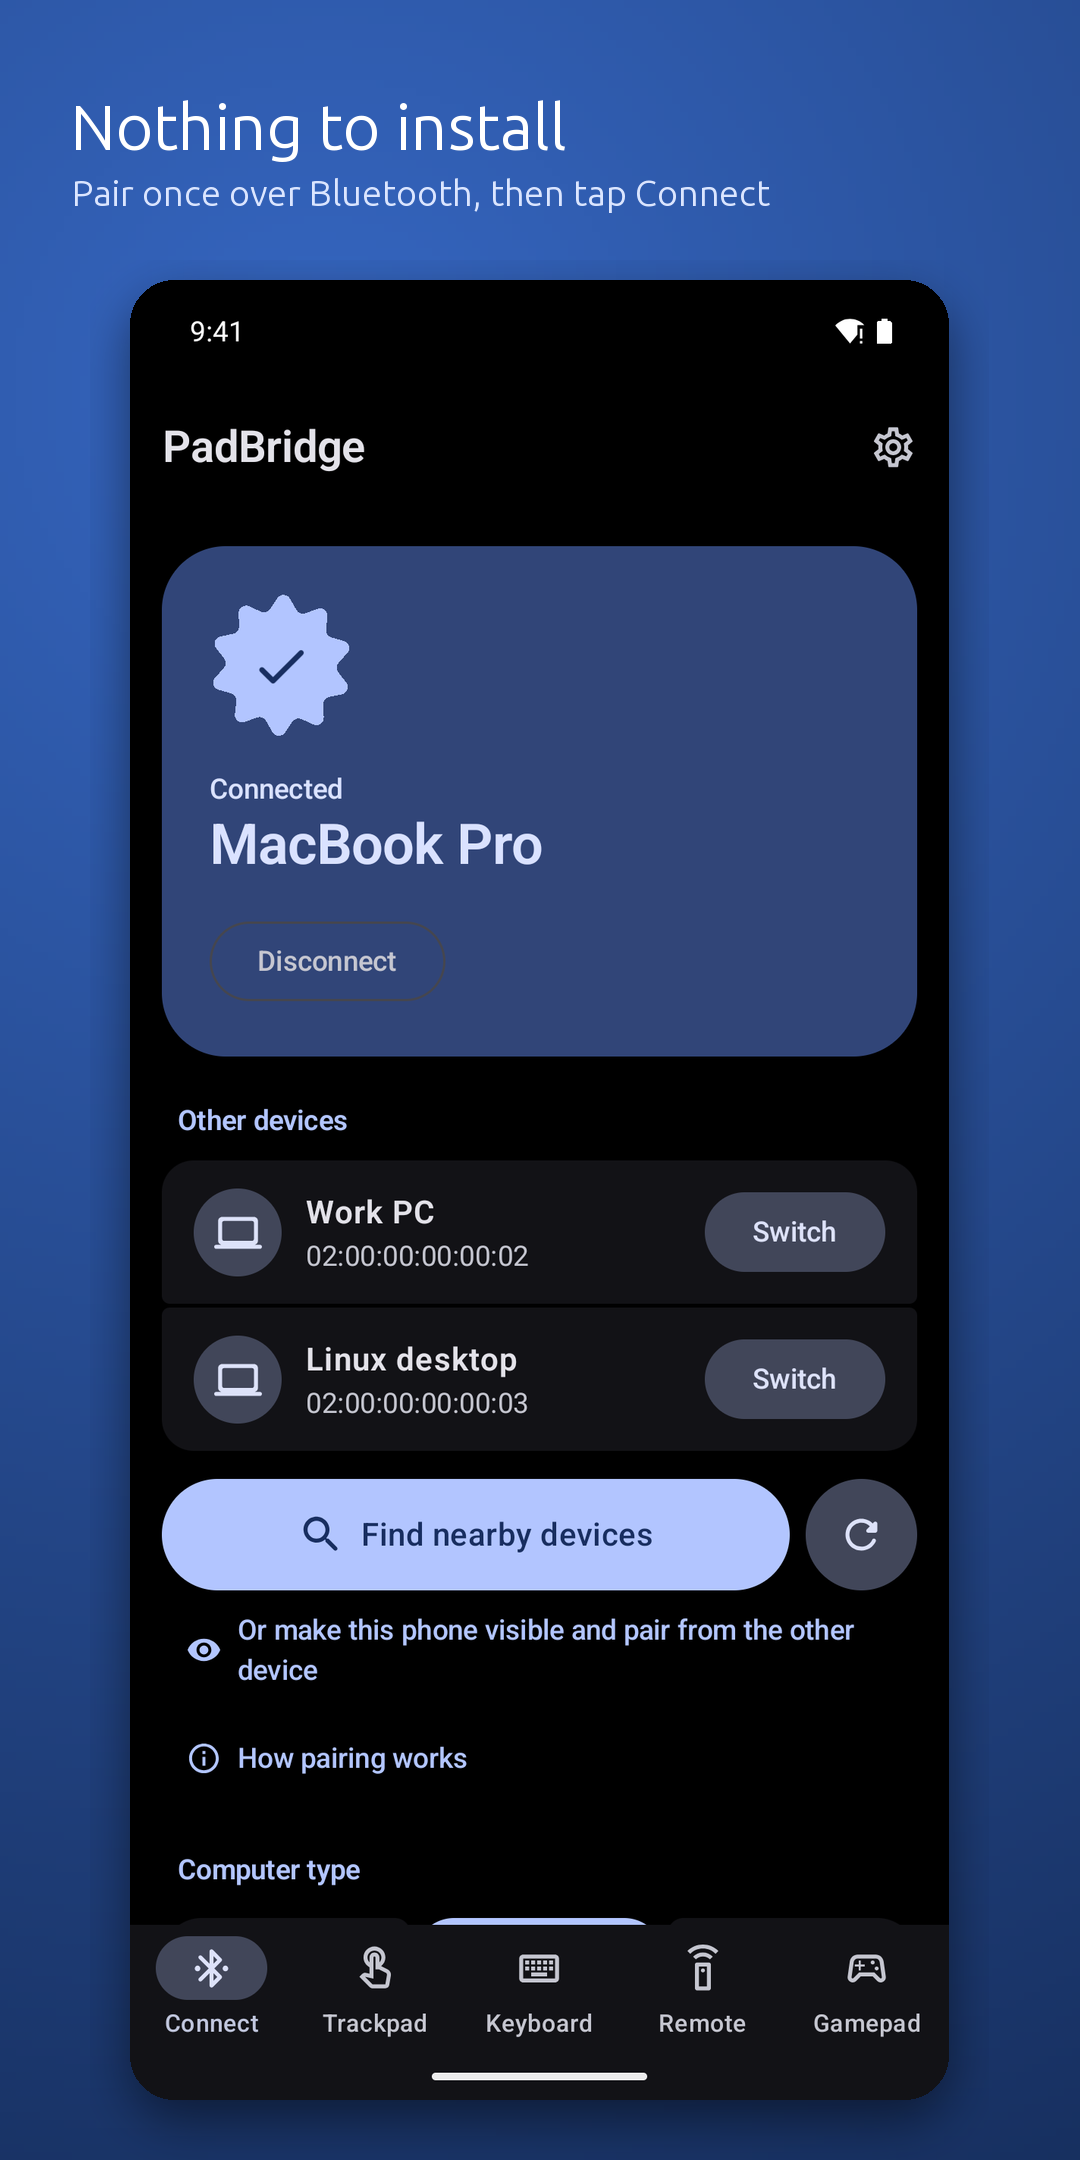 Nothing to install
Pair once over Bluetooth, then tap Connect
9:41
PadBridge
Connected
MacBook Pro
Disconnect
Other devices
Work PC
02:00:00:00:00:02
Switch
Linux desktop
02:00:00:00:00:03
Switch
Find nearby devices
Or make this phone visible and pair from the other
device
How pairing works
Computer type
Connect
Trackpad
Keyboard
Remote
Gamepad